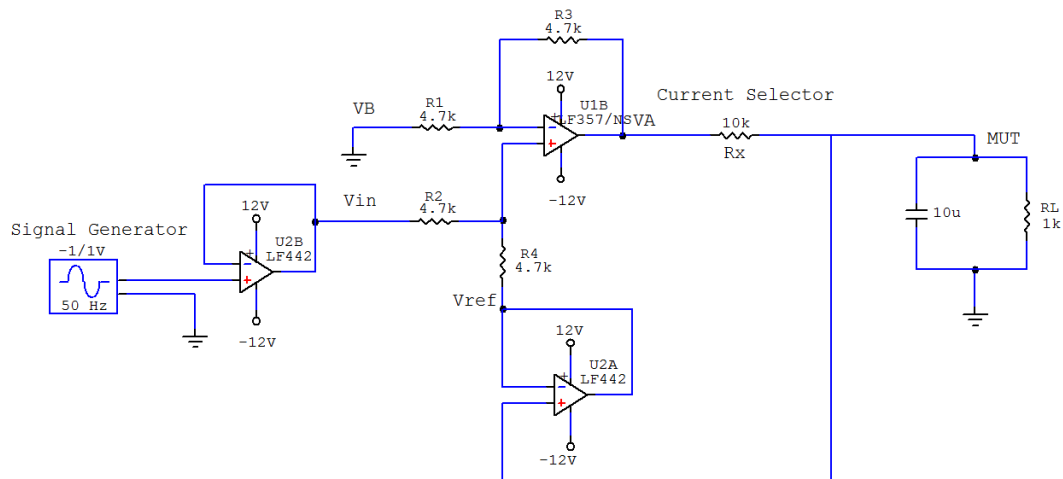 R3
4.7k
12V
U1B
LF357/NS
VA
Current Selector
10k
Rx
VB
R1
4.7k
-12V
MUT
10u
RL
1k
Vin
R2
4.7k
12V
U2B
LF442
-12V
Signal Generator
-1/1V
50 Hz
R4
4.7k
Vref
12V
U2A
LF442
-12V